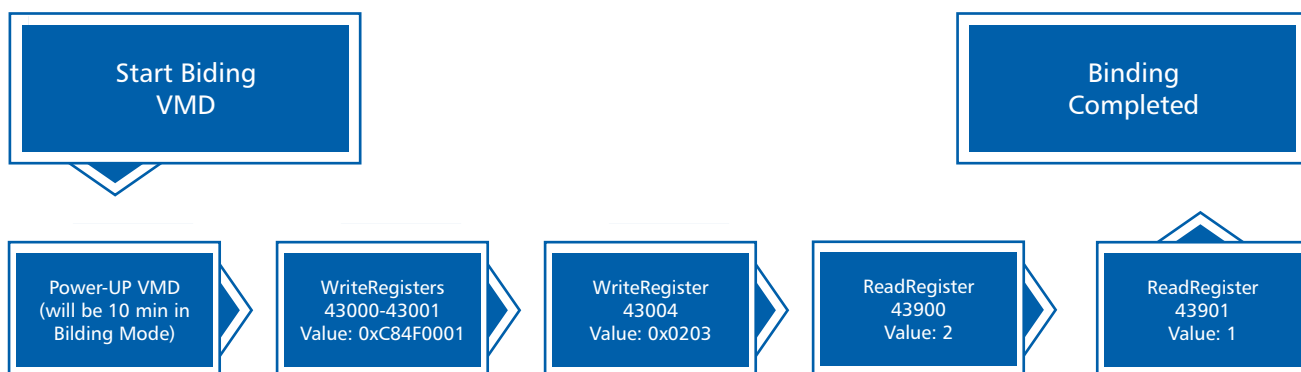 Start Biding
VMD
Binding
Completed
Power-UP VMD
(will be 10 min in
Bilding Mode)
WriteRegisters
43000-43001
Value: 0xC84F0001
WriteRegister
43004
Value: 0x0203
ReadRegister
43900
Value: 2
ReadRegister
43901
Value: 1